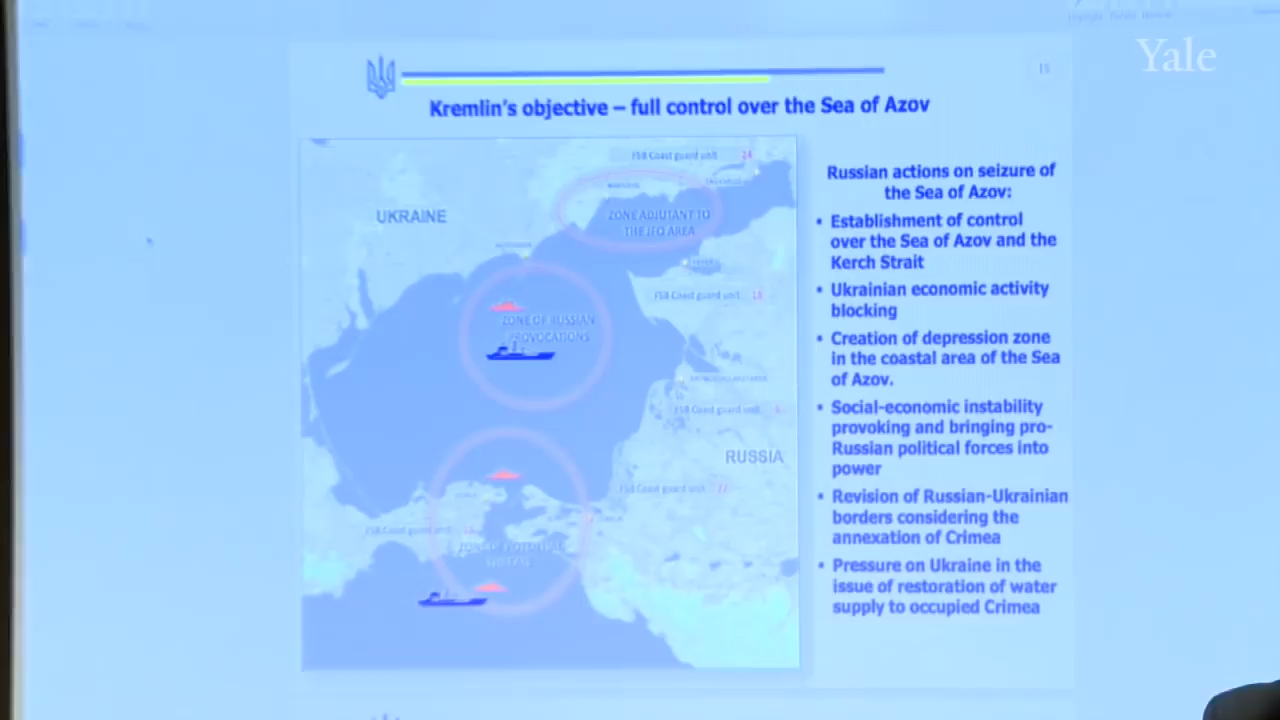 Yale
15
Kremlin's objective – full control over the Sea of Azov
FSB Coast guard unit 24
UKRAINE
ZONE ADJUTANT TO
THE JFO AREA
FSB Coast guard unit
ZONE OF RUSSIAN
PROVOCATIONS
FSB Coast guard unit
RUSSIA
FSB Coast guard unit
FSB Coast guard unit
ZONE OF
Russian actions on seizure of
the Sea of Azov:
• Establishment of control
over the Sea of Azov and the
Kerch Strait
• Ukrainian economic activity
blocking
• Creation of depression zone
in the coastal area of the Sea
of Azov.
• Social-economic instability
provoking and bringing pro-
Russian political forces into
power
• Revision of Russian-Ukrainian
borders considering the
annexation of Crimea
• Pressure on Ukraine in the
issue of restoration of water
supply to occupied Crimea